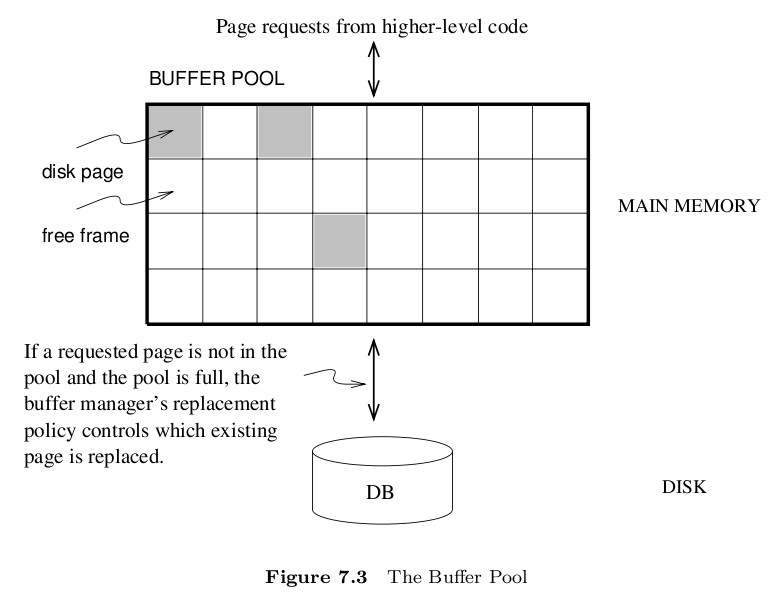 Page requests from higher-level code
BUFFER POOL
disk page
free frame
MAIN MEMORY
If a requested page is not in the
pool and the pool is full, the
buffer manager’s replacement
policy controls which existing
page is replaced.
DB
DISK
Figure 7.3 The Buffer Pool